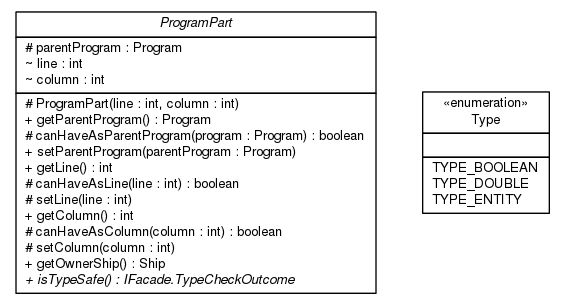 ProgramPart
# parentProgram : Program
~ line : int
~ column : int
# ProgramPart(line : int, column : int)
+ getParentProgram() : Program
# canHaveAsParentProgram(program : Program) : boolean
+ setParentProgram(parentProgram : Program)
+ getLine() : int
# canHaveAsLine(line : int) : boolean
# setLine(line : int)
+ getColumn() : int
# canHaveAsColumn(column : int) : boolean
# setColumn(column : int)
+ getOwnerShip() : Ship
+ isTypeSafe() : IFacade.TypeCheckOutcome
«enumeration»
Type
TYPE_BOOLEAN
TYPE_DOUBLE
TYPE_ENTITY